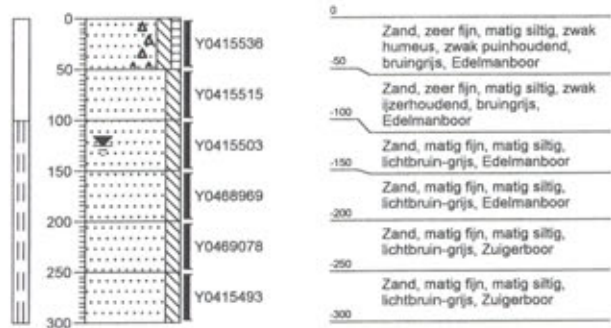 0
50
100
150
200
250
300
Y0415536
Y0415515
Y0415503
Y0468969
Y0469078
Y0415493
0
Zand, zeer fijn, matig siltig, zwak
humeus, zwak puinhoudend,
bruingrijs, Edelmanboor
-50
Zand, zeer fijn, matig siltig, zwak
ijzerhoudend, bruingrijs,
Edelmanboor
-100
Zand, matig fijn, matig siltig,
lichtbruin-grijs, Edelmanboor
-150
Zand, matig fijn, matig siltig,
lichtbruin-grijs, Edelmanboor
-200
Zand, matig fijn, matig siltig,
lichtbruin-grijs, Zuigerboor
-250
Zand, matig fijn, matig siltig,
lichtbruin-grijs, Zuigerboor
-300